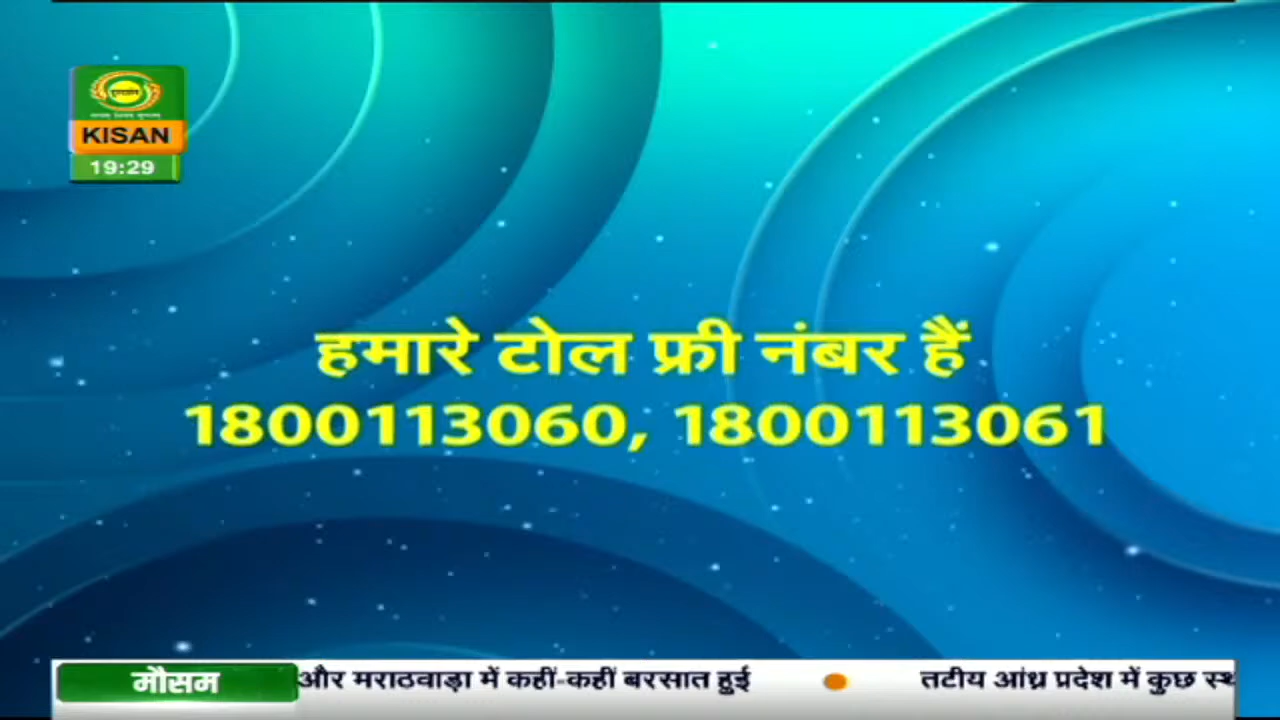 KISAN
19:29
हमारे टोल फ्री नंबर हैं
1800113060, 1800113061
मौसम
और मराठवाड़ा में कहीं-कहीं बरसात हुई
तटीय आंध्र प्रदेश में कुछ